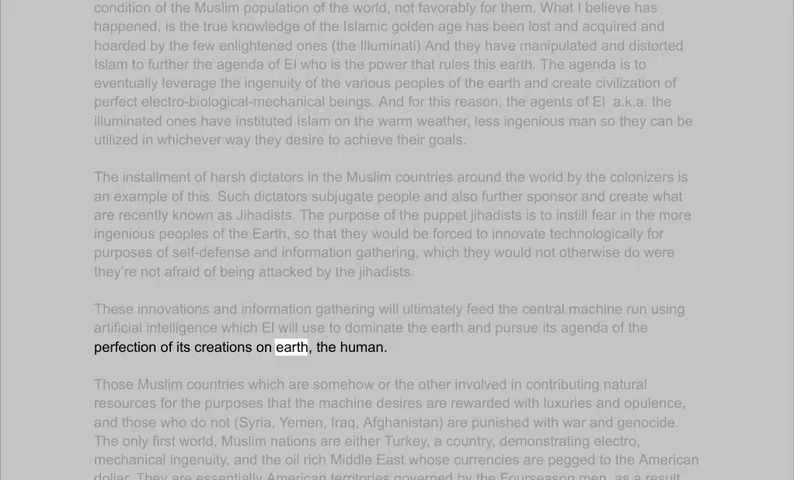 condition of the Muslim population of the world, not favorably for them. What I believe has
happened, is the true knowledge of the Islamic golden age has been lost and acquired and
hoarded by the few enlightened ones (the Illuminati) And they have manipulated and distorted
Islam to further the agenda of El who is the power that rules this earth. The agenda is to
eventually leverage the ingenuity of the various peoples of the earth and create civilization of
perfect electro-biological-mechanical beings. And for this reason, the agents of El a.k.a. the
illuminated ones have instituted Islam on the warm weather, less ingenious man so they can be
utilized in whichever way they desire to achieve their goals.
The installment of harsh dictators in the Muslim countries around the world by the colonizers is
an example of this. Such dictators subjugate people and also further sponsor and create what
are recently known as Jihadists. The purpose of the puppet jihadists is to instill fear in the more
ingenious peoples of the Earth, so that they would be forced to innovate technologically for
purposes of self-defense and information gathering, which they would not otherwise do were
they're not afraid of being attacked by the jihadists.
These innovations and information gathering will ultimately feed the central machine run using
artificial intelligence which El will use to dominate the earth and pursue its agenda of the
perfection of its creations on earth, the human.
Those Muslim countries which are somehow or the other involved in contributing natural
resources for the purposes that the machine desires are rewarded with luxuries and opulence,
and those who do not (Syria, Yemen, Iraq, Afghanistan) are punished with war and genocide.
The only first world, Muslim nations are either Turkey, a country, demonstrating electro,
mechanical ingenuity, and the oil rich Middle East whose currencies are pegged to the American
dollar. They are essentially American territories governed by the Fourseason men, as a result